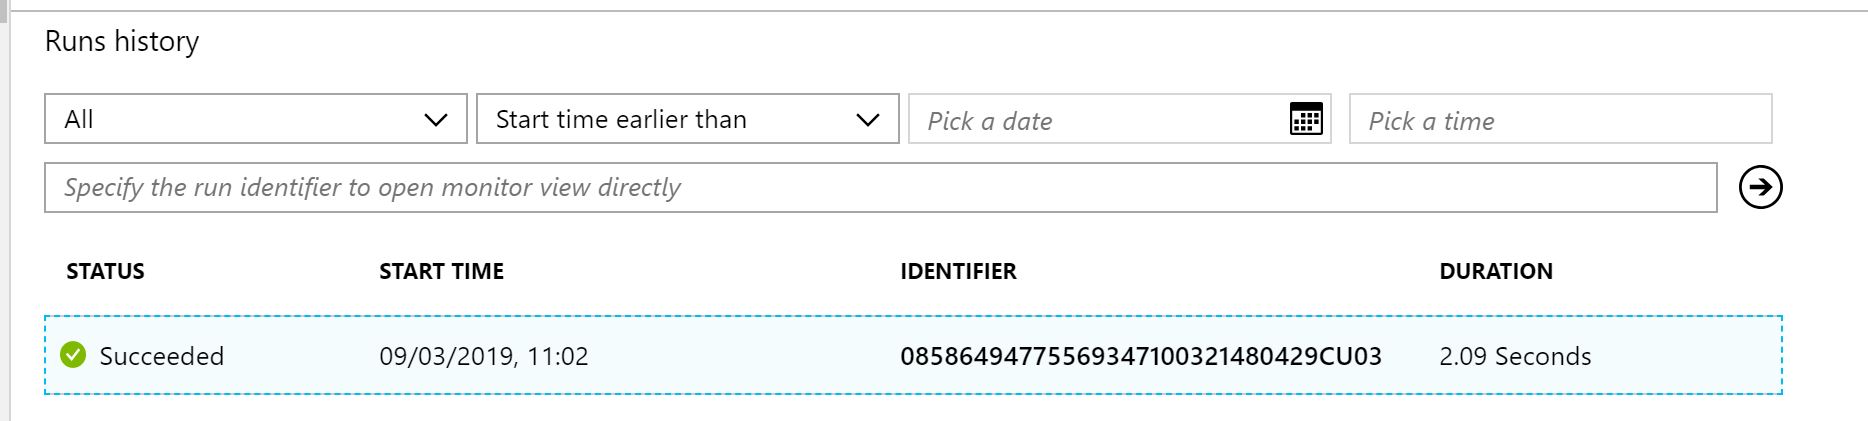 Runs history
All
Start time earlier than
Pick a date
Pick a time
Specify the run identifier to open monitor view directly
STATUS START TIME IDENTIFIER DURATION
Succeeded 09/03/2019, 11:02 08586494775569347100321480429CU03 2.09 Seconds